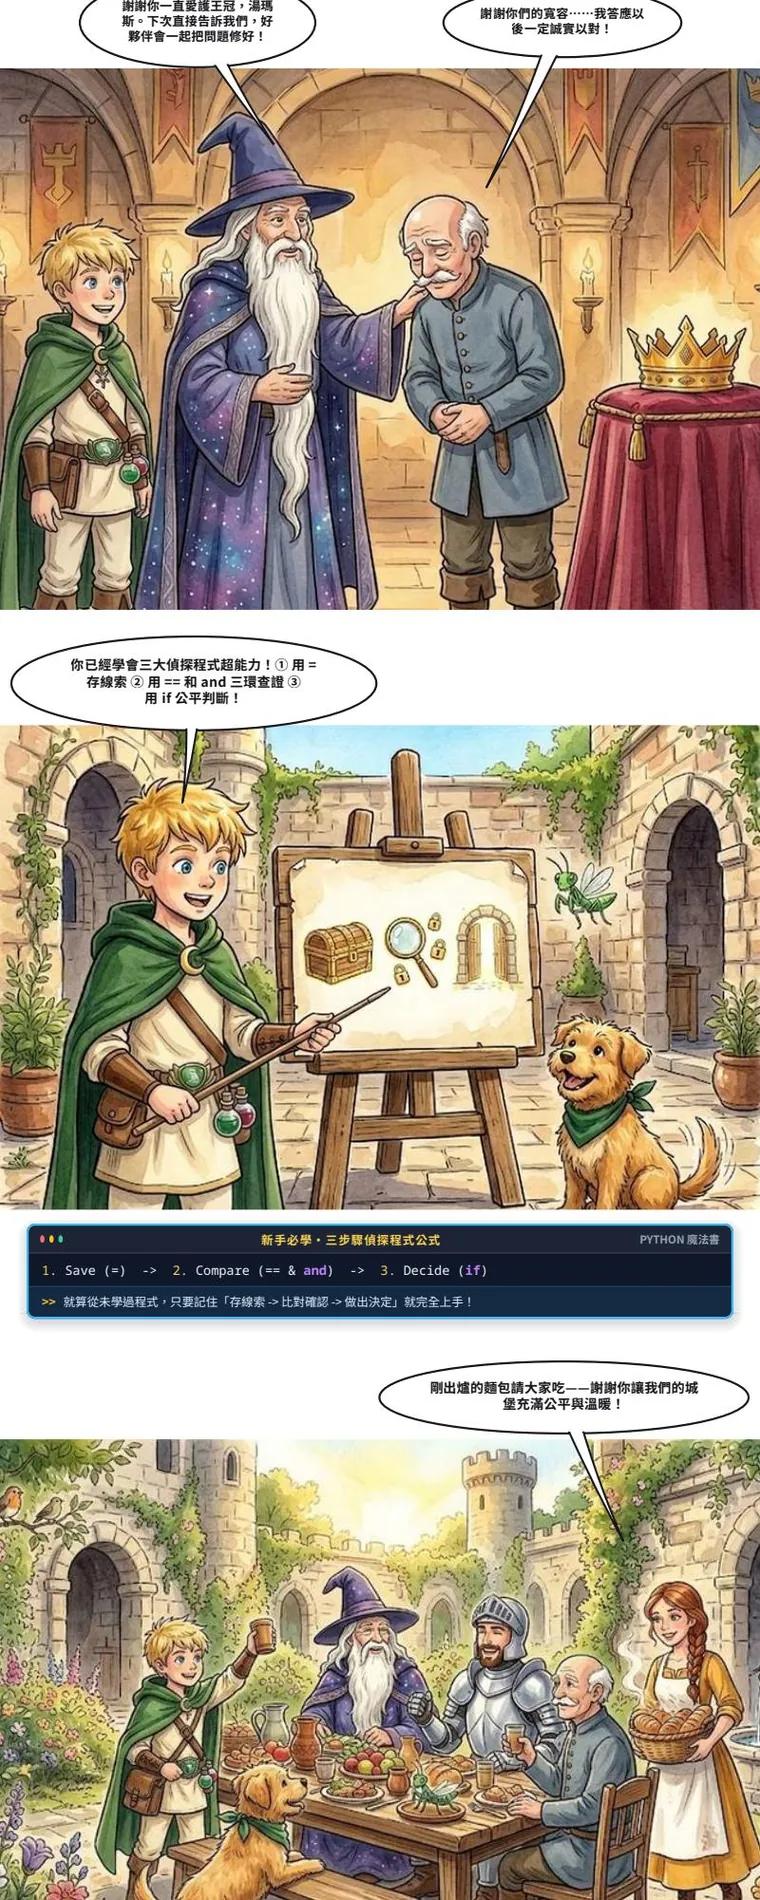 謝謝你一直愛護王冠，湯瑪
斯。下次直接告訴我們，好
夥伴會一起把問題修好！
謝謝你們的寬容⋯⋯我答應以
後一定誠實以對！
你已經學會三大偵探程式超能力！① 用 =
存線索 ② 用 == 和 and 三環查證 ③
用 if 公平判斷！
新手必學・三步驟偵探程式公式
PYTHON 魔法書
1. Save (=) -> 2. Compare (== & and) -> 3. Decide (if)
>> 就算從未學過程式，只要記住「存線索 -> 比對確認 -> 做出決定」就完全上手！
剛出爐的麵包請大家吃——謝謝你讓我們的城
堡充滿公平與溫暖！